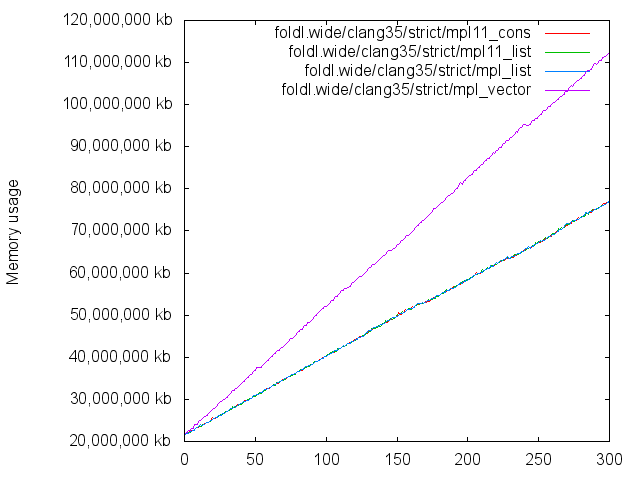 120,000,000 kb
110,000,000 kb
100,000,000 kb
90,000,000 kb
80,000,000 kb
70,000,000 kb
60,000,000 kb
50,000,000 kb
40,000,000 kb
30,000,000 kb
20,000,000 kb
Memory usage
foldl.wide/clang35/strict/mpl11_cons
foldl.wide/clang35/strict/mpl11_list
foldl.wide/clang35/strict/mpl_list
foldl.wide/clang35/strict/mpl_vector
0 50 100 150 200 250 300